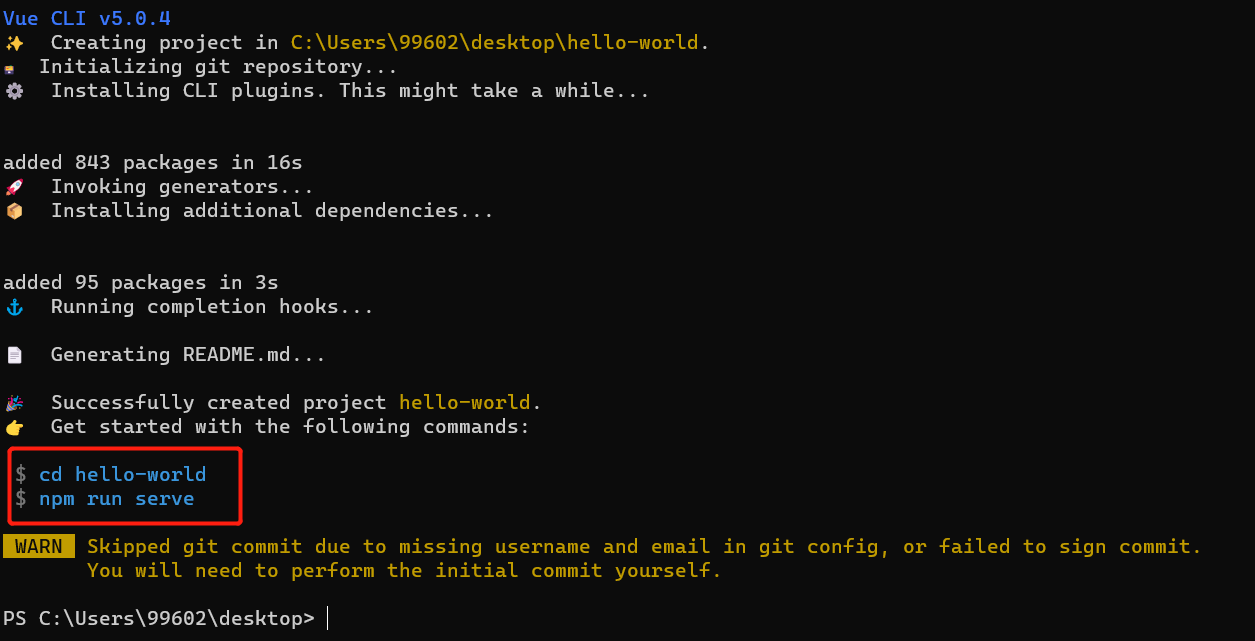 Vue CLI v5.0.4
✨ Creating project in C:\Users\99602\desktop\hello-world.
🗃 Initializing git repository...
⚙ Installing CLI plugins. This might take a while...
added 843 packages in 16s
🚀 Invoking generators...
📦 Installing additional dependencies...
added 95 packages in 3s
⚓ Running completion hooks...
📄 Generating README.md...
🎉 Successfully created project hello-world.
👉 Get started with the following commands:
$ cd hello-world
$ npm run serve
WARN Skipped git commit due to missing username and email in git config, or failed to sign commit.
You will need to perform the initial commit yourself.
PS C:\Users\99602\desktop>